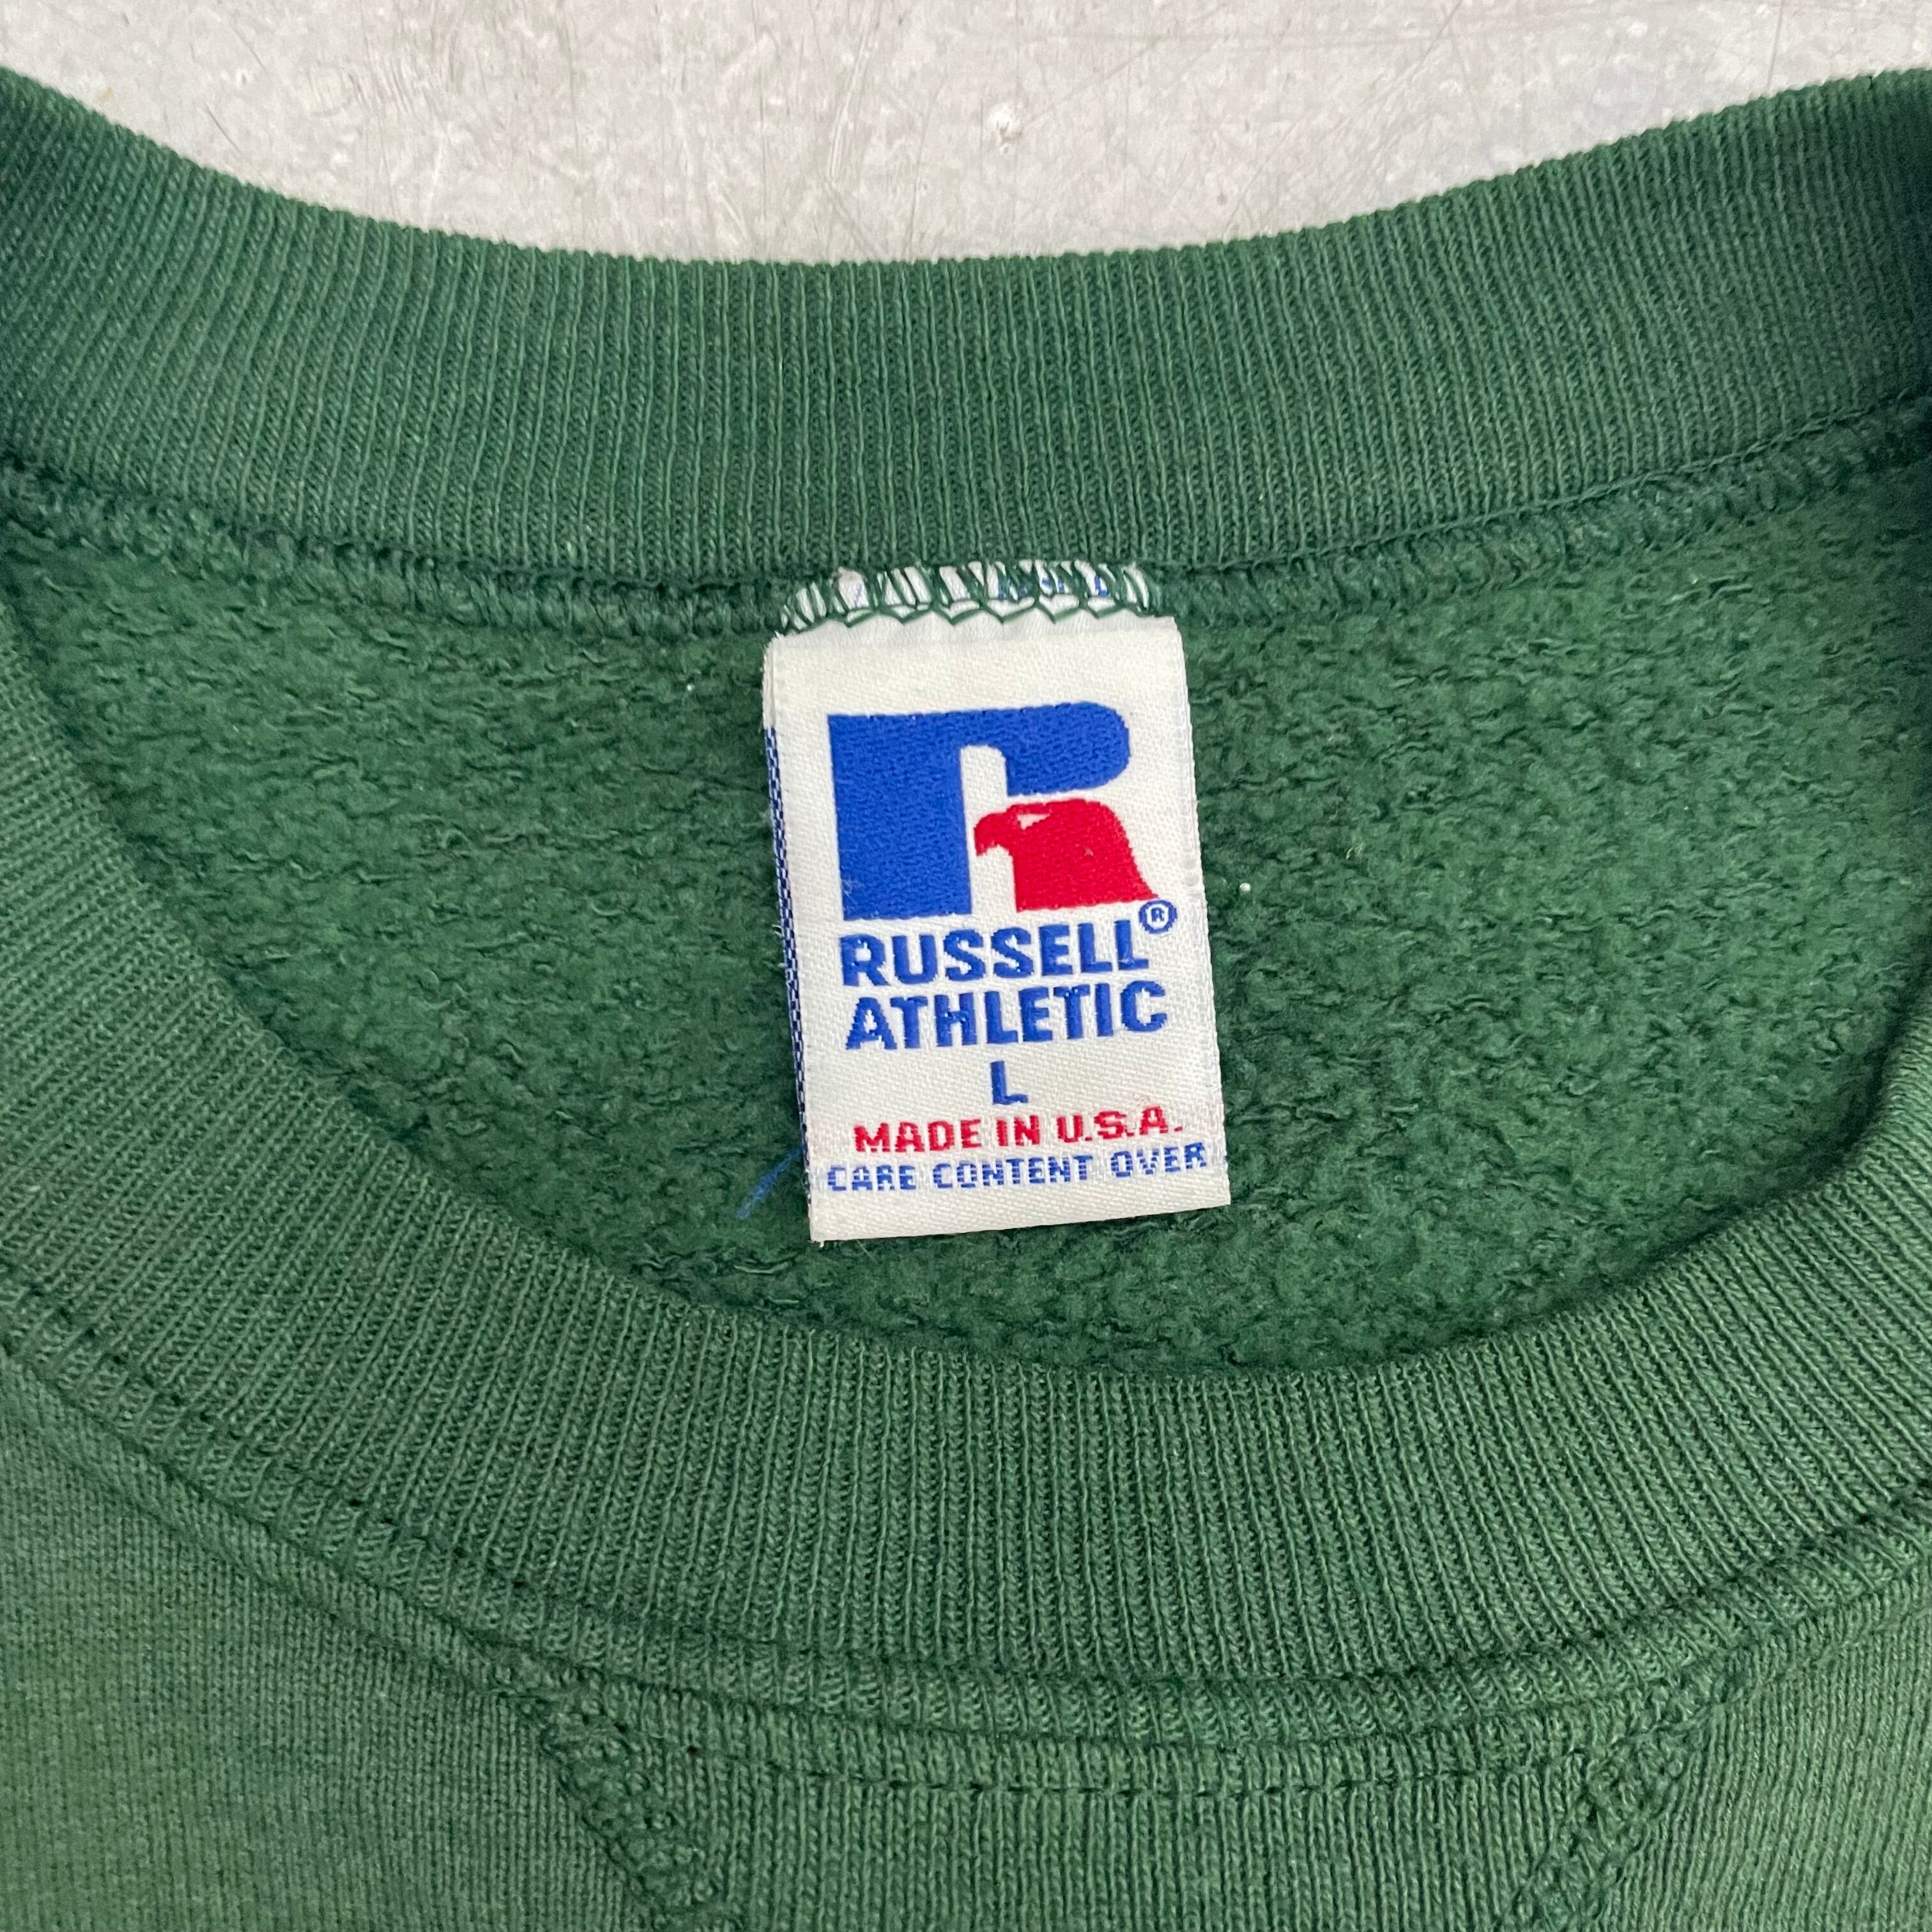 R
RUSSELL®
ATHLETIC
L
MADE IN U.S.A.
CARE CONTENT OVER